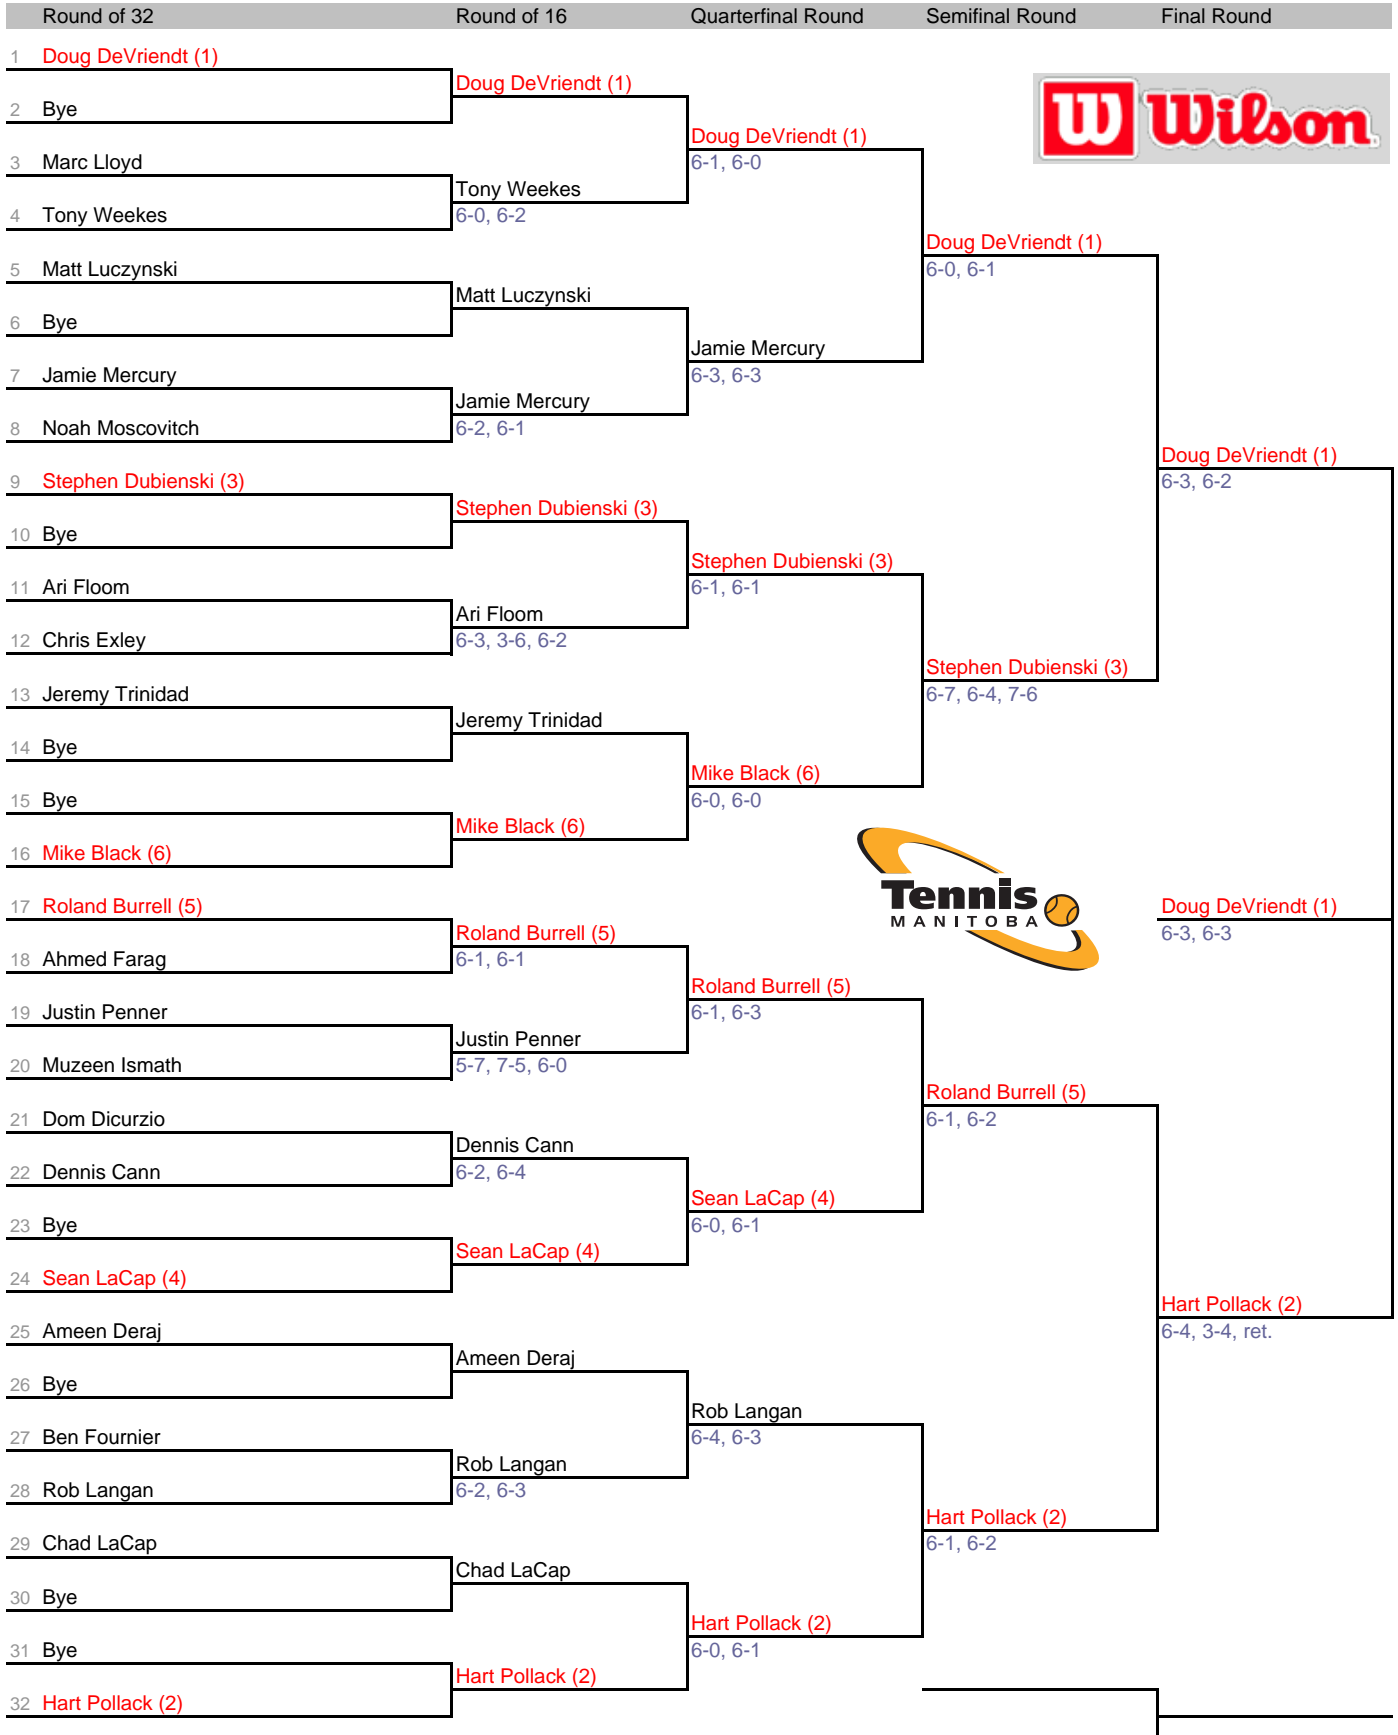 Round of 32 Round of 16 Quarterfinal Round Semifinal Round Final Round
1 Doug DeVriendt (1)
Doug DeVriendt (1)
2 Bye
W Wilson
Doug DeVriendt (1)
3 Marc Lloyd
6-1, 6-0
Tony Weekes
4 Tony Weekes
6-0, 6-2
Doug DeVriendt (1)
5 Matt Luczynski
6-0, 6-1
Matt Luczynski
6 Bye
Jamie Mercury
7 Jamie Mercury
6-3, 6-3
Jamie Mercury
8 Noah Moscovitch
6-2, 6-1
Doug DeVriendt (1)
9 Stephen Dubienski (3)
6-3, 6-2
Stephen Dubienski (3)
10 Bye
Stephen Dubienski (3)
11 Ari Floom
6-1, 6-1
Ari Floom
12 Chris Exley
6-3, 3-6, 6-2
Stephen Dubienski (3)
13 Jeremy Trinidad
6-7, 6-4, 7-6
Jeremy Trinidad
14 Bye
Mike Black (6)
15 Bye
6-0, 6-0
Mike Black (6)
16 Mike Black (6)
Tennis
MANITOBA
17 Roland Burrell (5)
Doug DeVriendt (1)
6-3, 6-3
Roland Burrell (5)
18 Ahmed Farag
6-1, 6-1
Roland Burrell (5)
19 Justin Penner
6-1, 6-3
Justin Penner
20 Muzeen Ismath
5-7, 7-5, 6-0
Roland Burrell (5)
21 Dom Dicurzio
6-1, 6-2
Dennis Cann
22 Dennis Cann
6-2, 6-4
Sean LaCap (4)
23 Bye
6-0, 6-1
Sean LaCap (4)
24 Sean LaCap (4)
Hart Pollack (2)
25 Ameen Deraj
6-4, 3-4, ret.
Ameen Deraj
26 Bye
Rob Langan
27 Ben Fournier
6-4, 6-3
Rob Langan
28 Rob Langan
6-2, 6-3
Hart Pollack (2)
29 Chad LaCap
6-1, 6-2
Chad LaCap
30 Bye
Hart Pollack (2)
31 Bye
6-0, 6-1
Hart Pollack (2)
32 Hart Pollack (2)